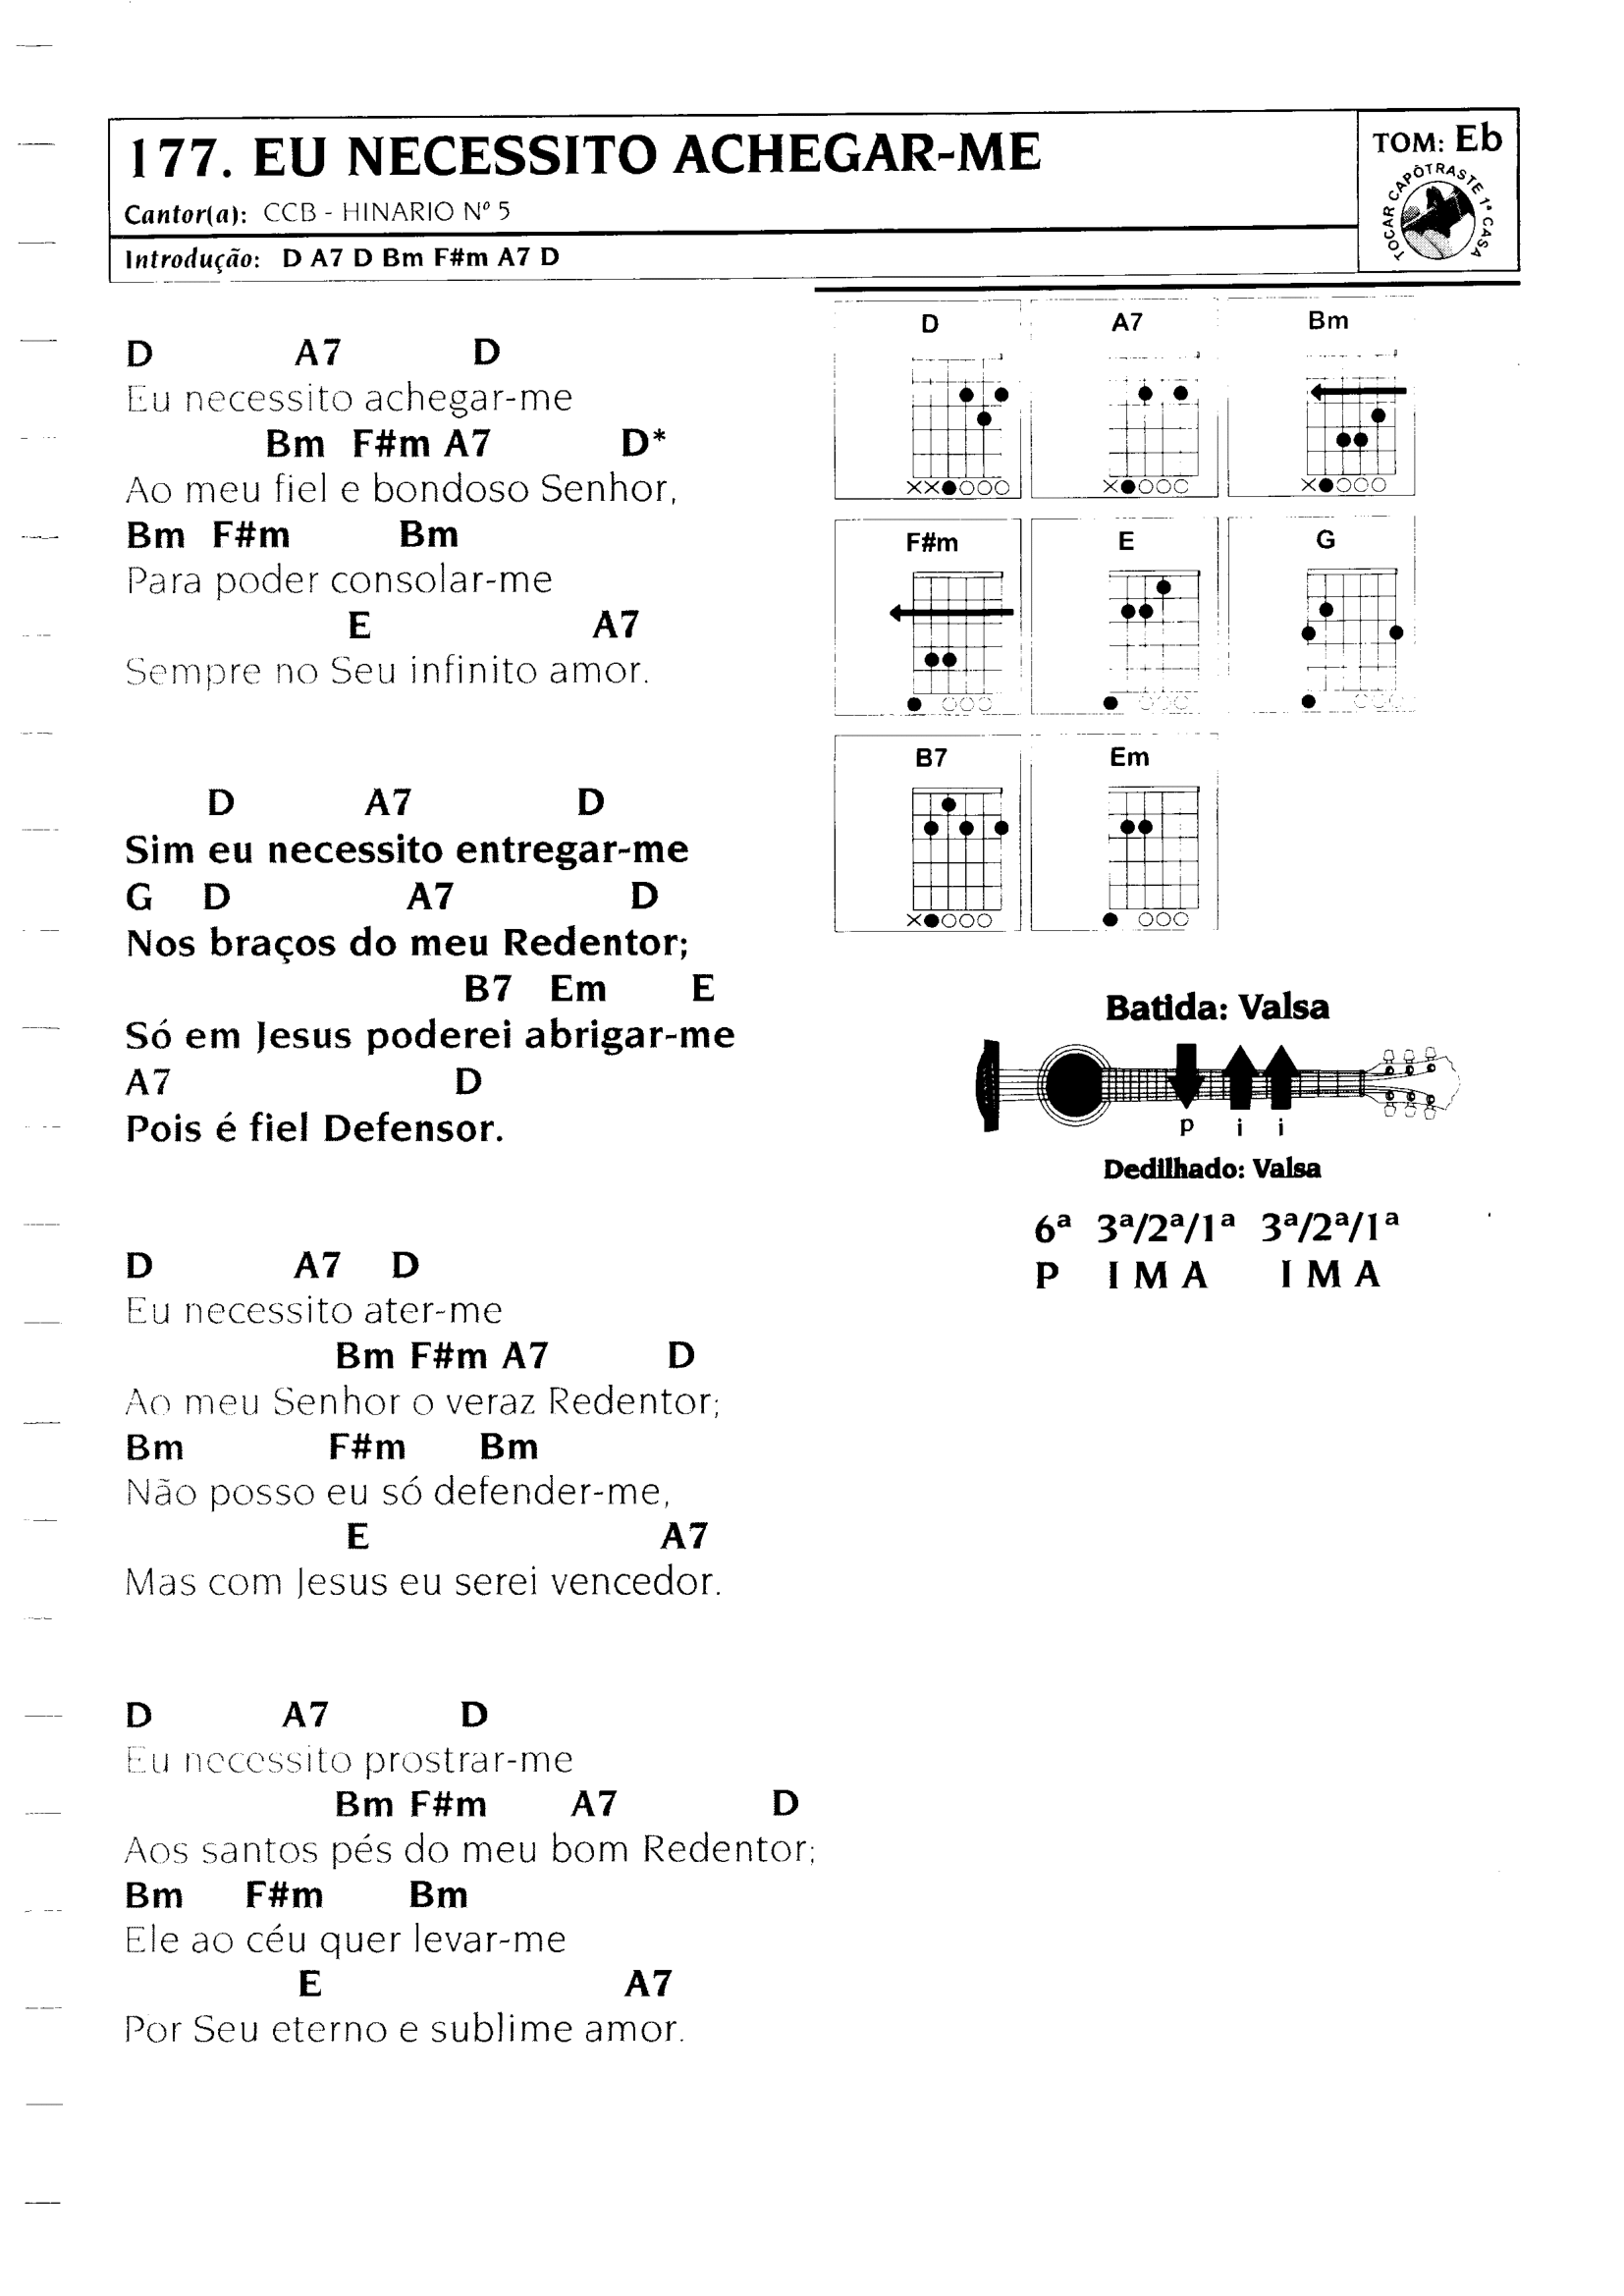 177. EU NECESSITO ACHEGAR-ME
Cantor(a): CCB - HINARIO Nº 5
Introdução: D A7 D Bm F#m A7 D
TOM: Eb
TOCAR CAPÔTRASTE 1ª CASA
D A7 D
Eu necessito achegar-me
Bm F#m A7 D*
Ao meu fiel e bondoso Senhor,
Bm F#m Bm
Para poder consolar-me
E A7
Sempre no Seu infinito amor.
D A7 D
Sim eu necessito entregar-me
G D A7 D
Nos braços do meu Redentor;
B7 Em E
Só em Jesus poderei abrigar-me
A7 D
Pois é fiel Defensor.
D A7 D
Eu necessito ater-me
Bm F#m A7 D
Ao meu Senhor o veraz Redentor;
Bm F#m Bm
Não posso eu só defender-me,
E A7
Mas com Jesus eu serei vencedor.
D A7 D
Eu necessito prostrar-me
Bm F#m A7 D
Aos santos pés do meu bom Redentor;
Bm F#m Bm
Ele ao céu quer levar-me
E A7
Por Seu eterno e sublime amor.
D A7 Bm
F#m E G
B7 Em
Batida: Valsa
p i i
Dedilhado: Valsa
6ª 3ª/2ª/1ª 3ª/2ª/1ª
P I M A I M A